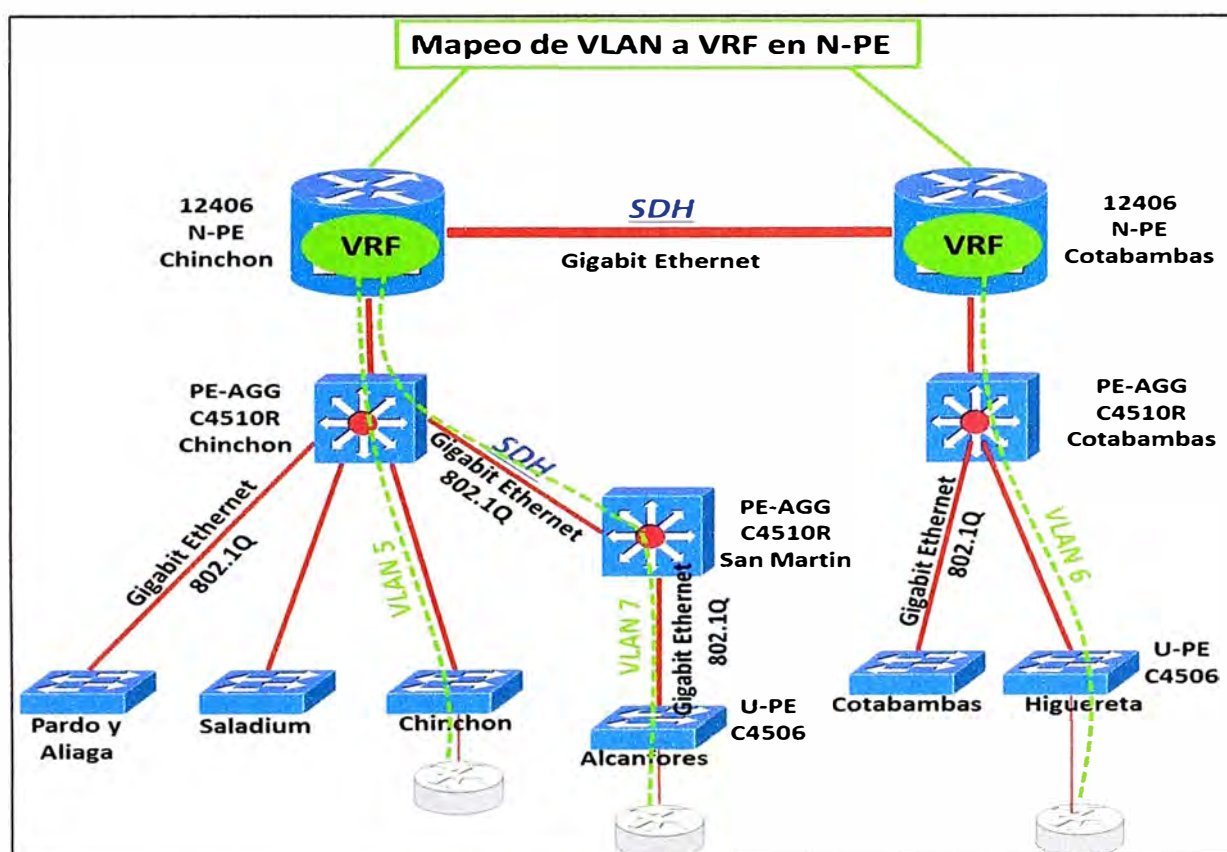 Mapeo de VLAN a VRF en N-PE
12406
N-PE
Chinchon
VRF
SDH
Gigabit Ethernet
VRF
12406
N-PE
Cotabambas
PE-AGG
C4510R
Chinchon
SDH
Gigabit Ethernet
802.1Q
PE-AGG
C4510R
San Martin
PE-AGG
C4510R
Cotabambas
Gigabit Ethernet
802.1Q
VLAN 5
VLAN 7
Gigabit Ethernet
802.1Q
Gigabit Ethernet
802.1Q
VLAN 6
Pardo y
Aliaga
Saladium
Chinchon
U-PE
C4506
Alcanfores
Cotabambas
U-PE
C4506
Higuereta